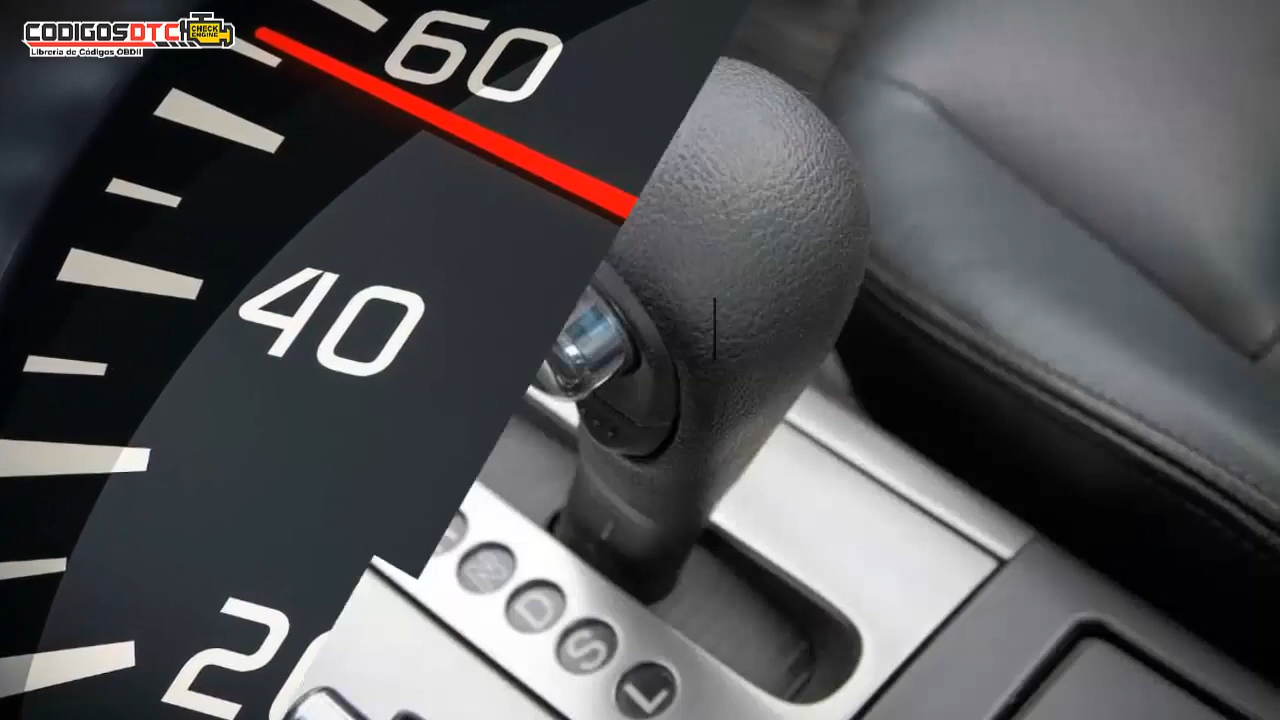 CODIGOSDTC
CHECK
ENGINE
Librería de Códigos OBDII
60
40
20
N
D
S
L